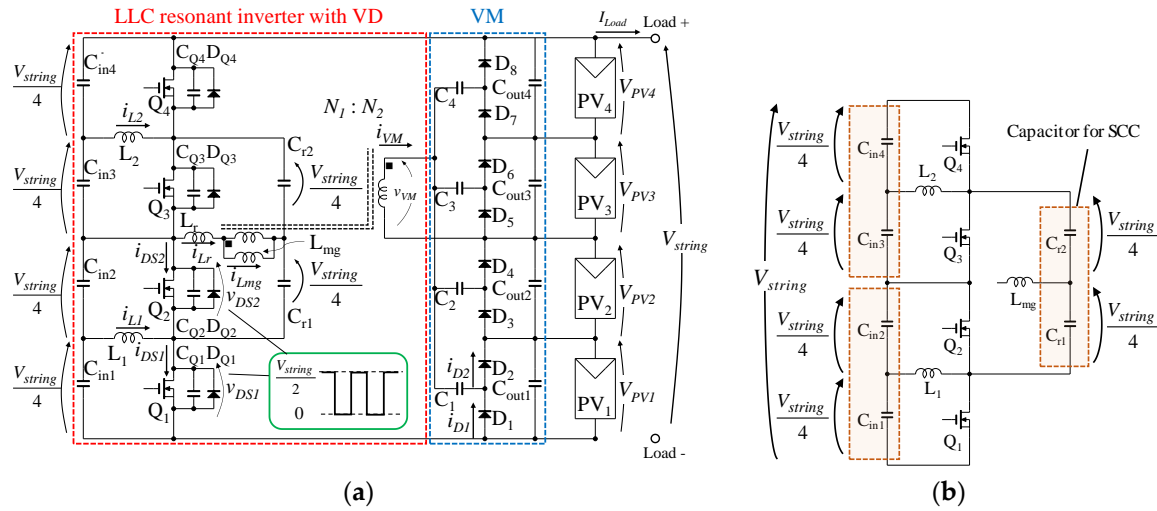 LLC resonant inverter with VD
VM
I_Load
Load +
V_string
4
C_in4
C_Q4 D_Q4
Q_4
i_L2
L_2
N_1 : N_2
i_VM
D_8
C_4
C_out4
D_7
PV_4
V_PV4
V_string
4
C_in3
C_Q3 D_Q3
Q_3
C_r2
V_string
4
v_VM
D_6
C_out3
C_3
D_5
PV_3
V_PV3
L_r
i_Lr
L_mg
i_Lmg
V_string
V_string
4
C_in2
i_DS2
Q_2
v_DS2
C_Q2 D_Q2
V_string
4
C_r1
D_4
C_out2
C_2
D_3
PV_2
V_PV2
i_L1
L_1
V_string
4
C_in1
i_DS1
C_Q1 D_Q1
Q_1
v_DS1
V_string
2
0
i_D2
D_2
C_out1
C_1
i_D1
D_1
PV_1
V_PV1
Load -
(a)
V_string
V_string
4
C_in4
L_2
Q_4
Capacitor for SCC
V_string
4
C_in3
Q_3
C_r2
V_string
4
L_mg
V_string
4
C_in2
Q_2
C_r1
V_string
4
L_1
V_string
4
C_in1
Q_1
(b)